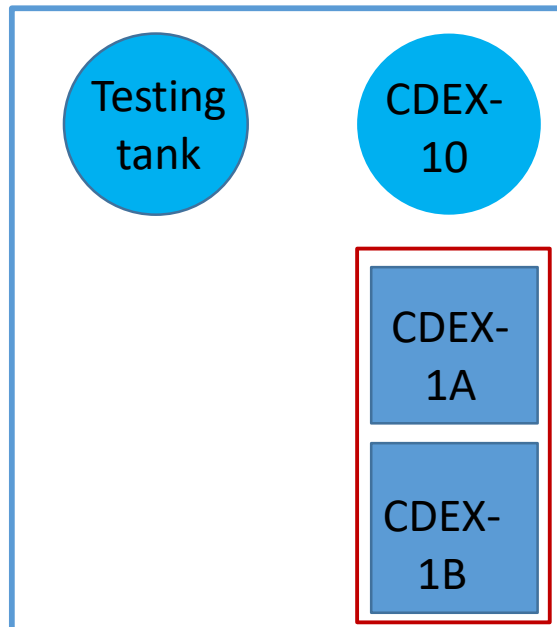 Testing
tank
CDEX-
10
CDEX-
1A
CDEX-
1B